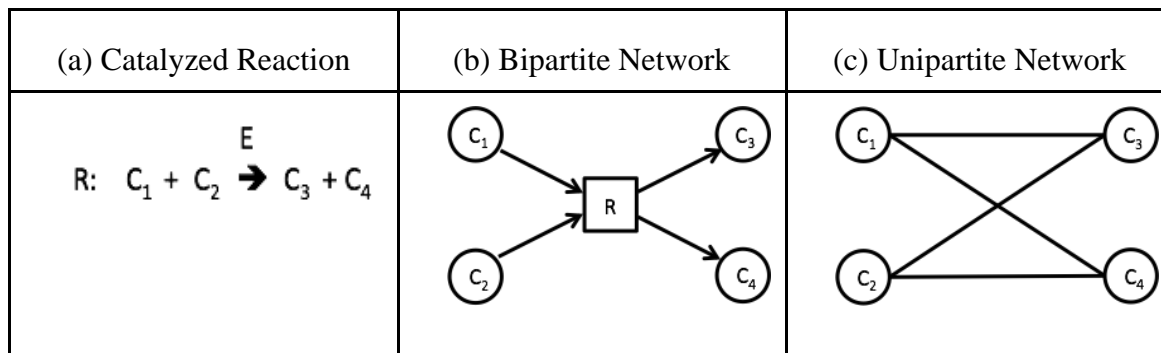 (a) Catalyzed Reaction
(b) Bipartite Network
(c) Unipartite Network
E
R: C₁ + C₂ ➔ C₃ + C₄
C₁
C₃
R
C₂
C₄
C₁
C₃
C₂
C₄